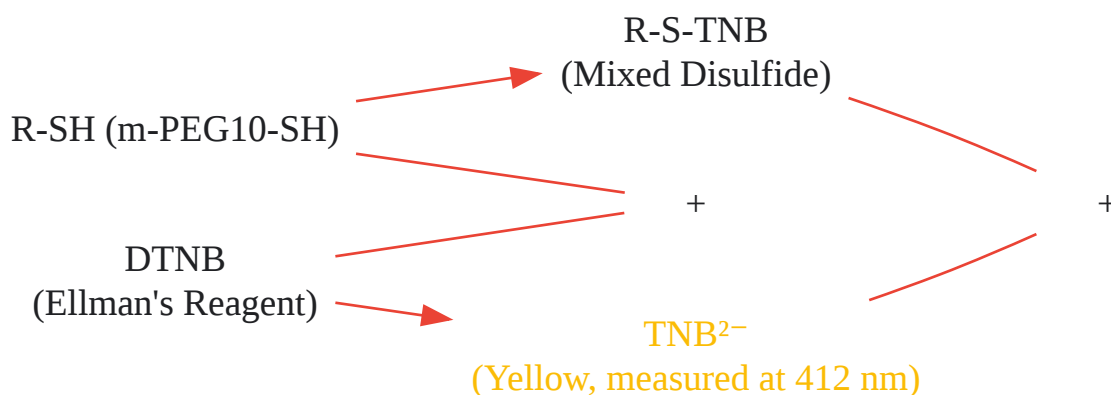 R-S-TNB
(Mixed Disulfide)
R-SH (m-PEG10-SH)
+
+
DTNB
(Ellman's Reagent)
TNB²⁻
(Yellow, measured at 412 nm)